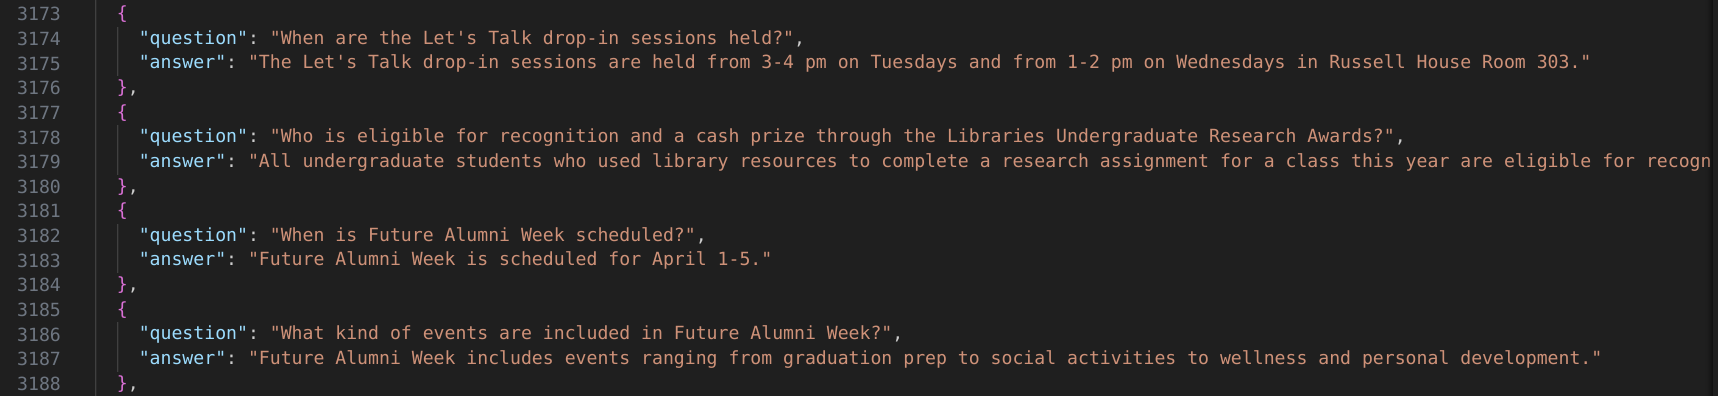 3173 {
3174 "question": "When are the Let's Talk drop-in sessions held?",
3175 "answer": "The Let's Talk drop-in sessions are held from 3-4 pm on Tuesdays and from 1-2 pm on Wednesdays in Russell House Room 303."
3176 },
3177 {
3178 "question": "Who is eligible for recognition and a cash prize through the Libraries Undergraduate Research Awards?",
3179 "answer": "All undergraduate students who used library resources to complete a research assignment for a class this year are eligible for recogn
3180 },
3181 {
3182 "question": "When is Future Alumni Week scheduled?",
3183 "answer": "Future Alumni Week is scheduled for April 1-5."
3184 },
3185 {
3186 "question": "What kind of events are included in Future Alumni Week?",
3187 "answer": "Future Alumni Week includes events ranging from graduation prep to social activities to wellness and personal development."
3188 },